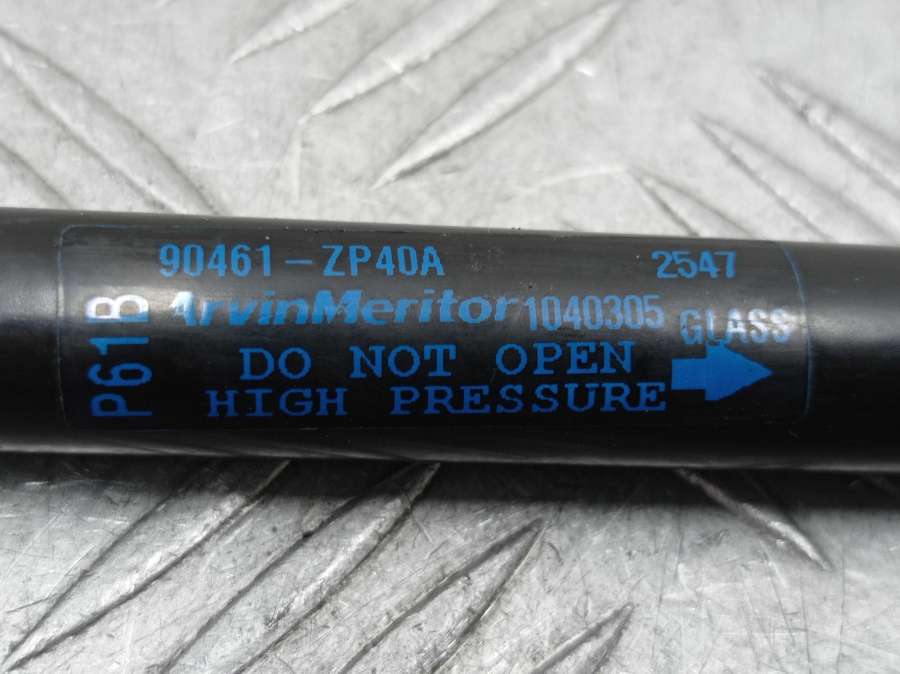 90461-ZP40A 2547
ArvinMeritor 1040305 GLASS
DO NOT OPEN
HIGH PRESSURE
P61B